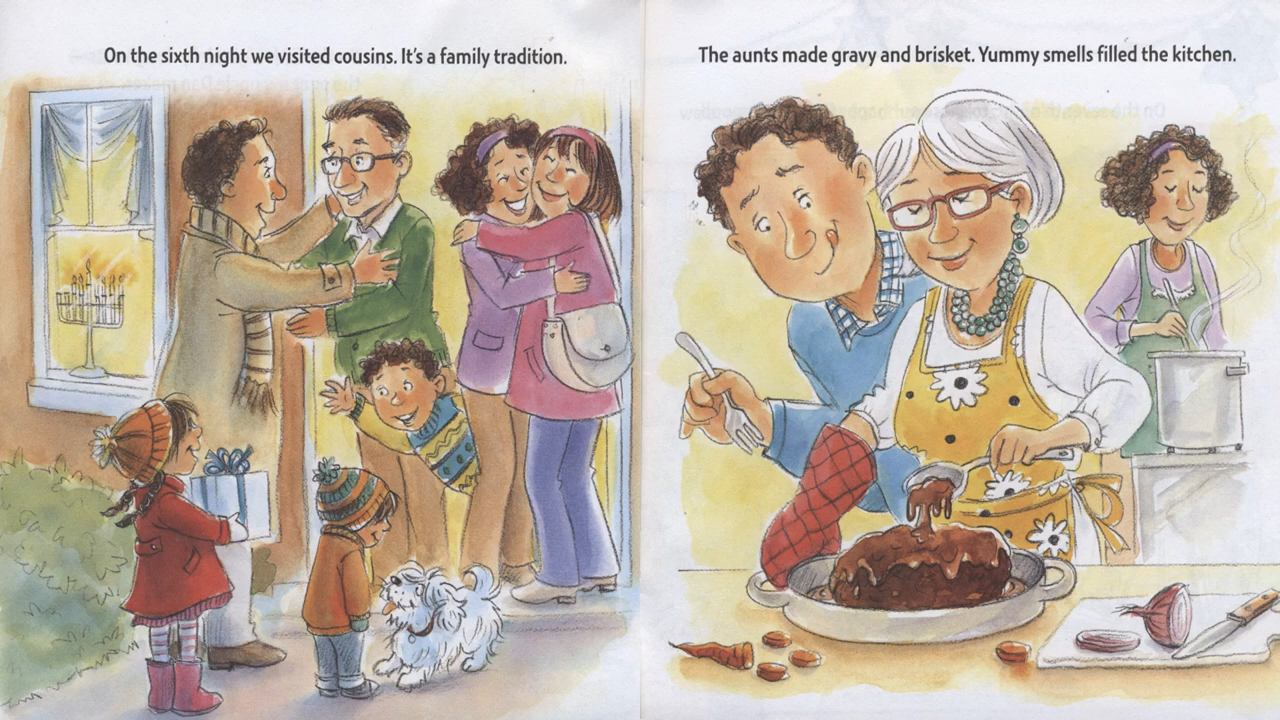 On the sixth night we visited cousins. It's a family tradition.
The aunts made gravy and brisket. Yummy smells filled the kitchen.